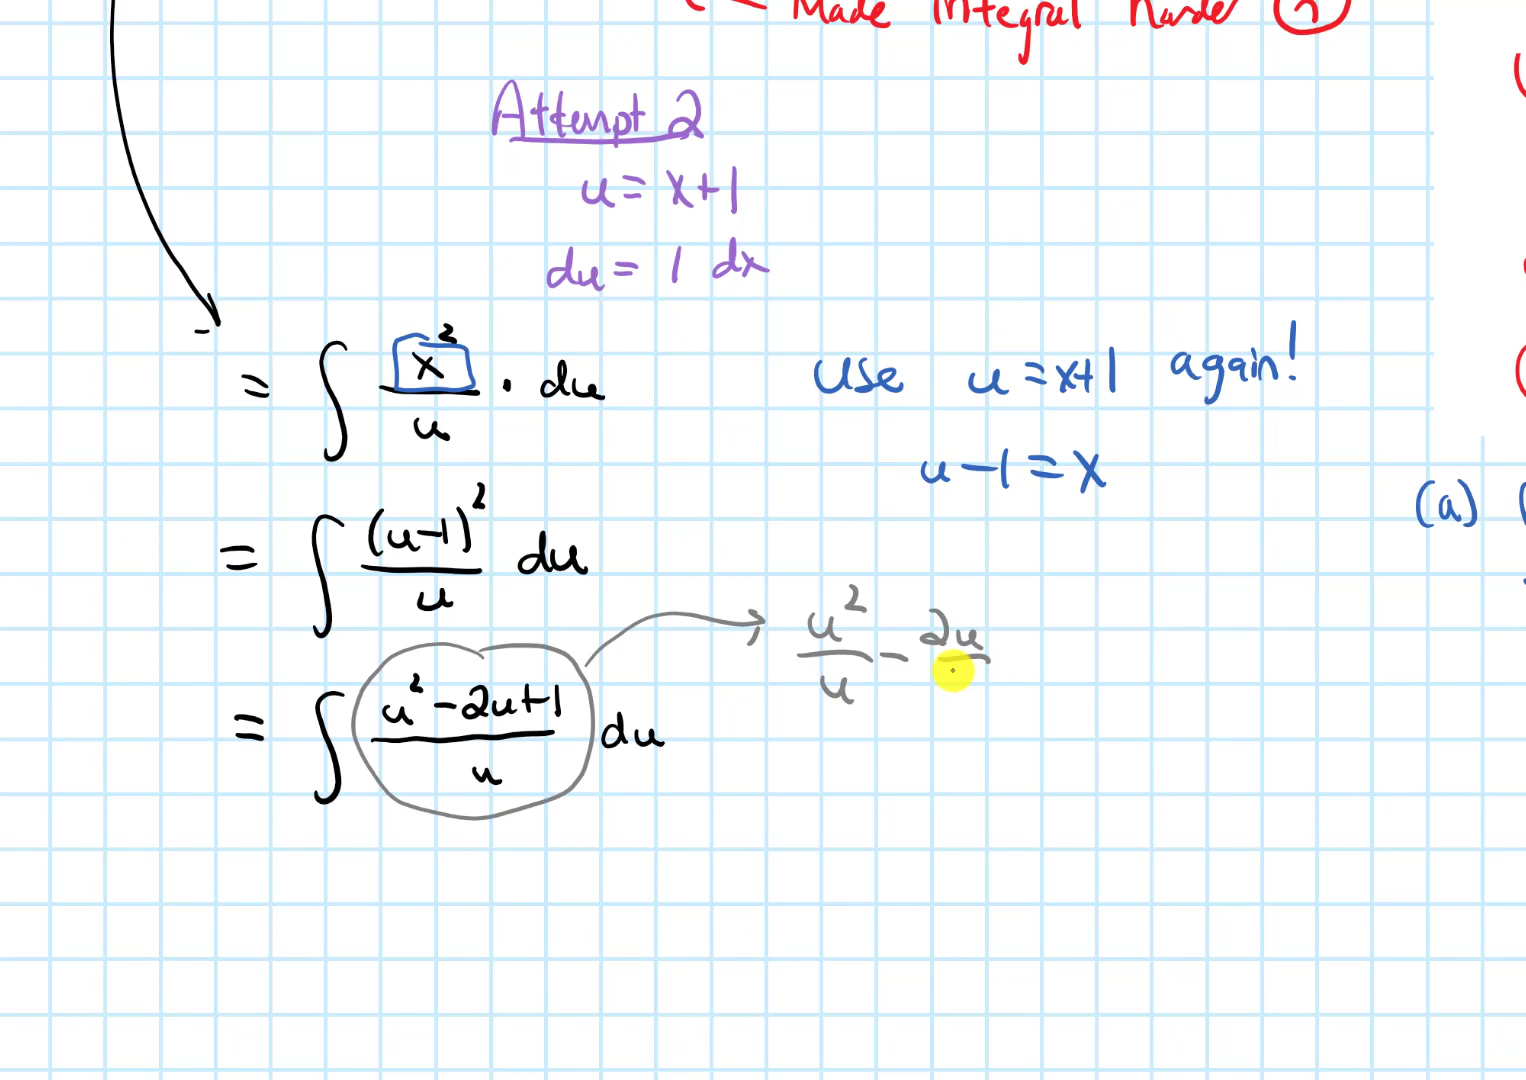 Made Integral harder
Attempt 2
u = x+1
du = 1 dx
= ∫ x² / u · du
use u = x+1 again!
u - 1 = x
(a)
= ∫ (u-1)² / u du
u² / u - 2u
= ∫ (u² - 2u + 1) / u du